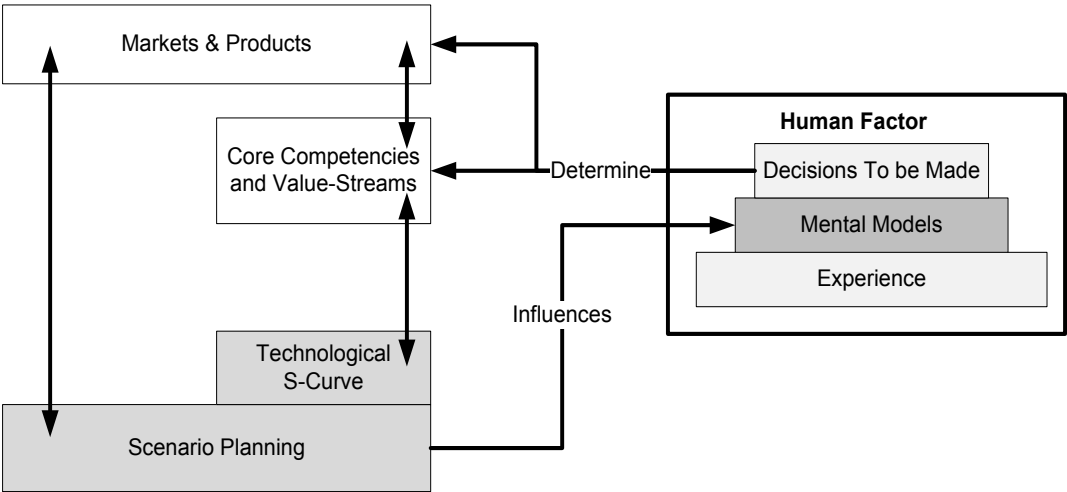 Markets & Products
Core Competencies
and Value-Streams
Technological
S-Curve
Scenario Planning
Determine
Influences
Human Factor
Decisions To be Made
Mental Models
Experience